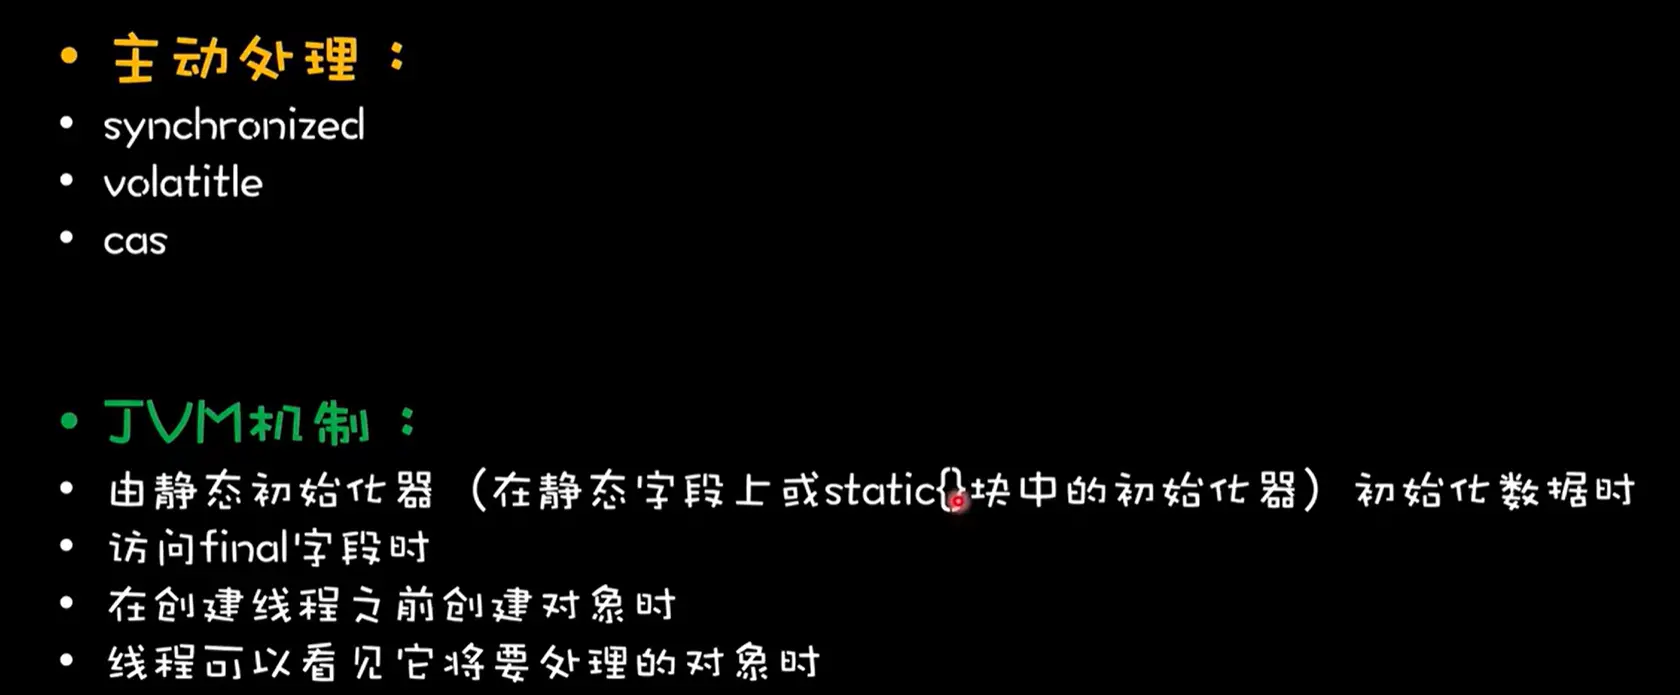 • 主动处理：
• synchronized
• volatitle
• cas
• JVM机制：
• 由静态初始化器（在静态字段上或static{}块中的初始化器）初始化数据时
• 访问final字段时
• 在创建线程之前创建对象时
• 线程可以看见它将要处理的对象时